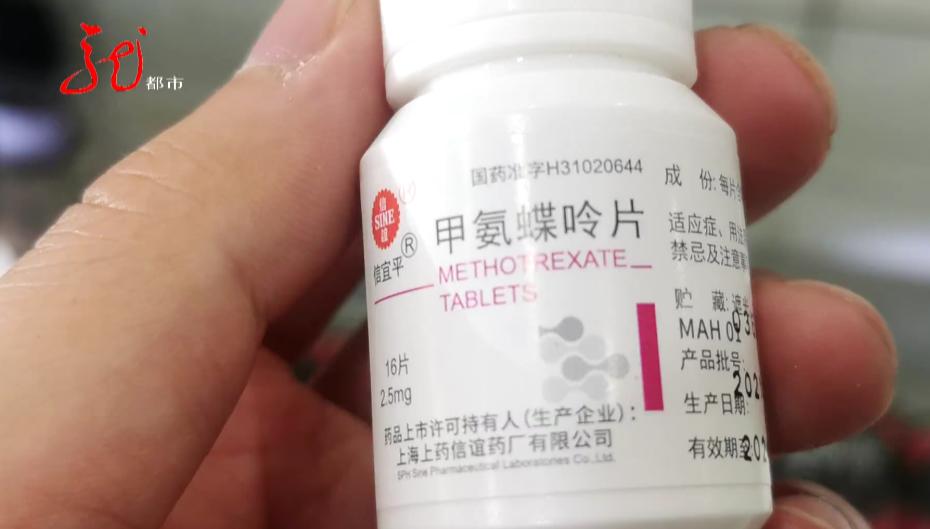 都市
国药准字H31020644
信
SINE
谊
信宜平®
甲氨蝶呤片
METHOTREXATE
TABLETS
16片
2.5mg
药品上市许可持有人(生产企业):
上海上药信谊药厂有限公司
SPH Sine Pharmaceutical Laboratories Co.,Ltd.
成 份:每片
适应症、用法
禁忌及注意
贮 藏:遮
MAH
产品批号:
生产日期:
有效期至